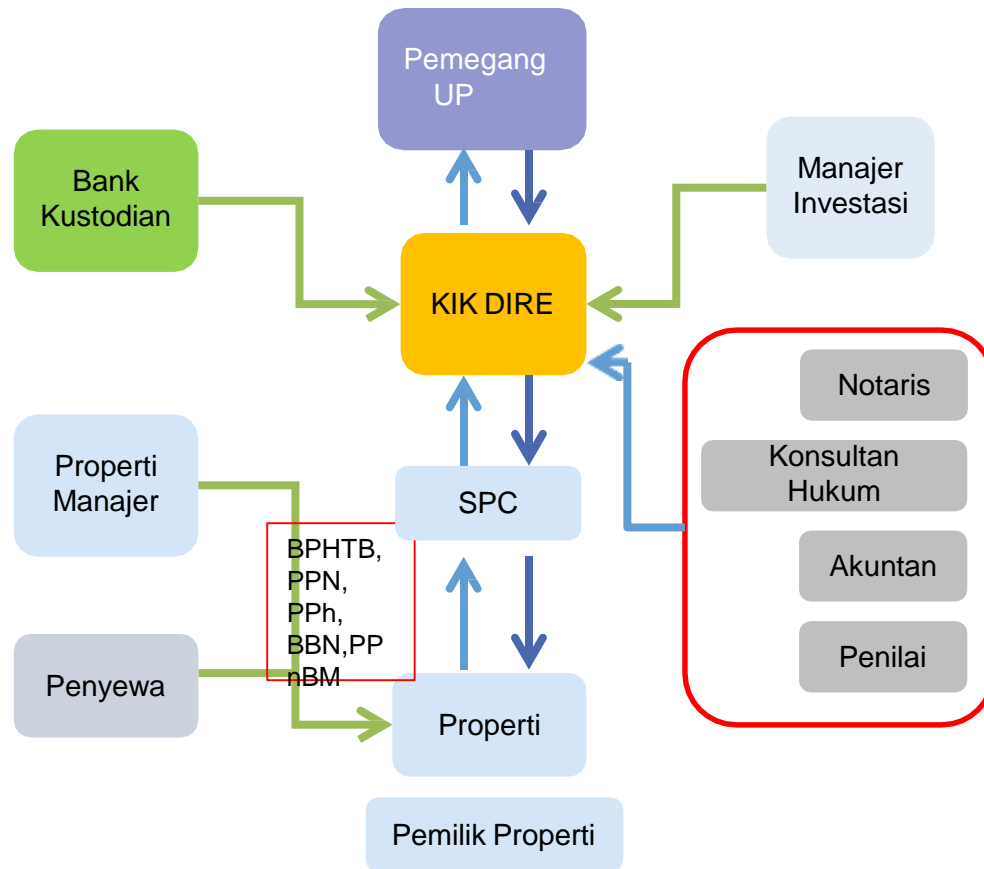 Pemegang
UP
Bank
Kustodian
Manajer
Investasi
KIK DIRE
Notaris
Konsultan
Hukum
Properti
Manajer
SPC
BPHTB,
PPN,
PPh,
BBN,PP
nBM
Akuntan
Penyewa
Penilai
Properti
Pemilik Properti